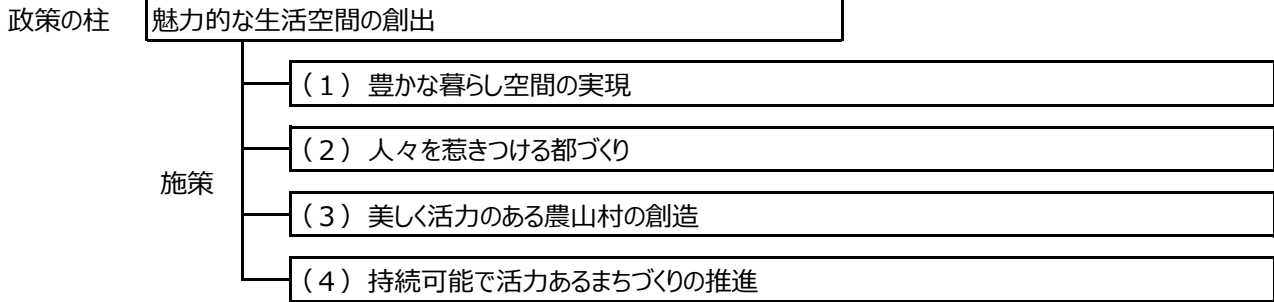 政策の柱 魅力的な生活空間の創出
（１）豊かな暮らし空間の実現
（２）人々を惹きつける都づくり
施策
（３）美しく活力のある農山村の創造
（４）持続可能で活力あるまちづくりの推進